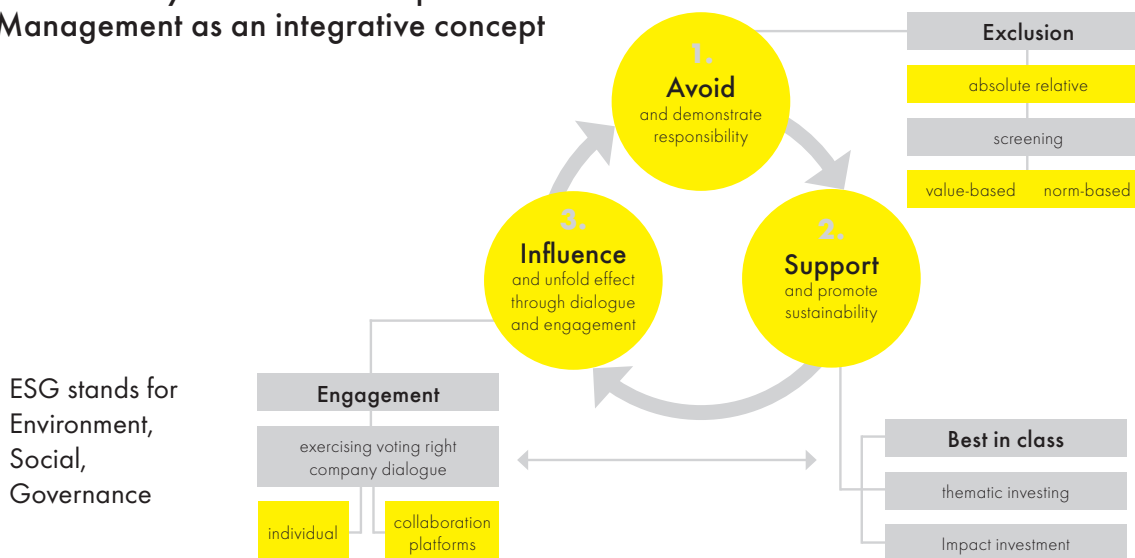 Management as an integrative concept
1.
Avoid
and demonstrate
responsibility
Exclusion
absolute relative
screening
value-based norm-based
2.
Support
and promote
sustainability
3.
Influence
and unfold effect
through dialogue
and engagement
ESG stands for
Environment,
Social,
Governance
Engagement
exercising voting right
company dialogue
individual
collaboration
platforms
Best in class
thematic investing
Impact investment